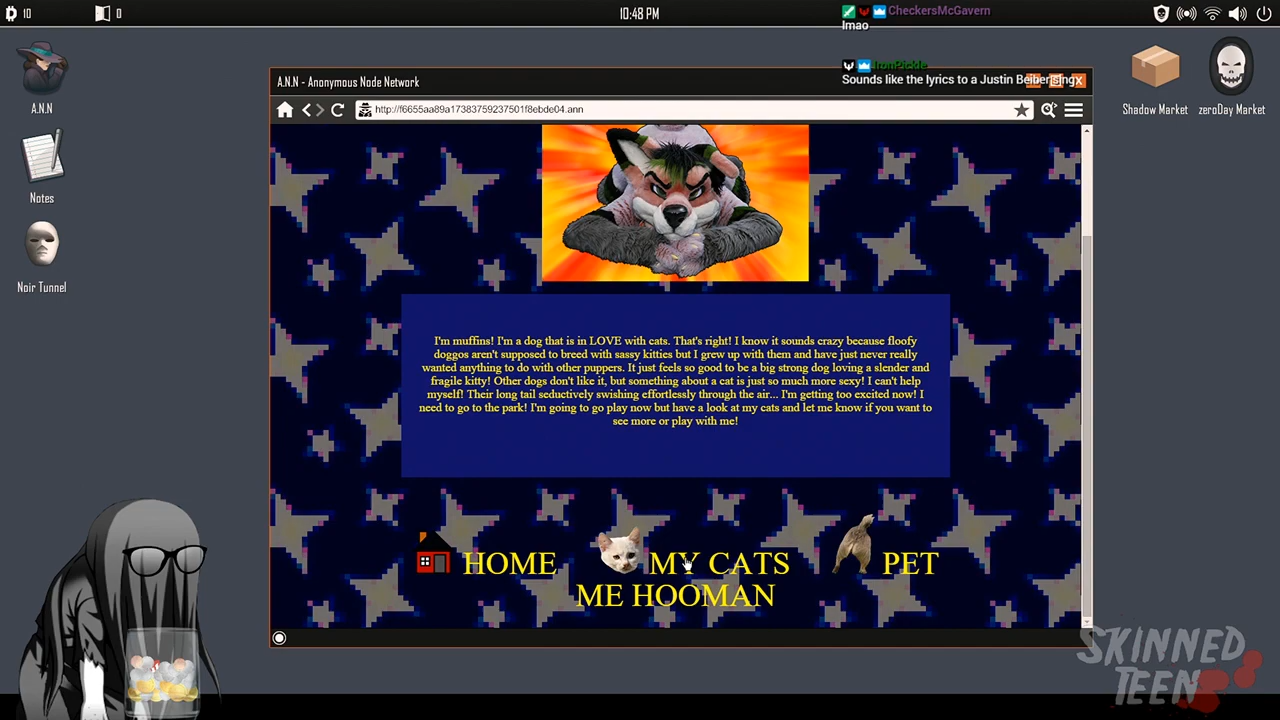 10
0
10:48 PM
CheckersMcGavern
lmao
IronPickle
Sounds like the lyrics to a Justin Beibersing
A.N.N
Notes
Noir Tunnel
Shadow Market
zeroDay Market
A.N.N - Anonymous Node Network
http://f6655aa89a17383759237501f8ebde04.ann
I'm muffins! I'm a dog that is in LOVE with cats. That's right! I know it sounds crazy because floofy
doggos aren't supposed to breed with sassy kitties but I grew up with them and have just never really
wanted anything to do with other puppers. It just feels so good to be a big strong dog loving a slender and
fragile kitty! Other dogs don't like it, but something about a cat is just so much more sexy! I can't help
myself! Their long tail seductively swishing effortlessly through the air... I'm getting too excited now! I
need to go to the park! I'm going to go play now but have a look at my cats and let me know if you want to
see more or play with me!
HOME MY CATS PET
ME HOOMAN
SKINNED
TEEN